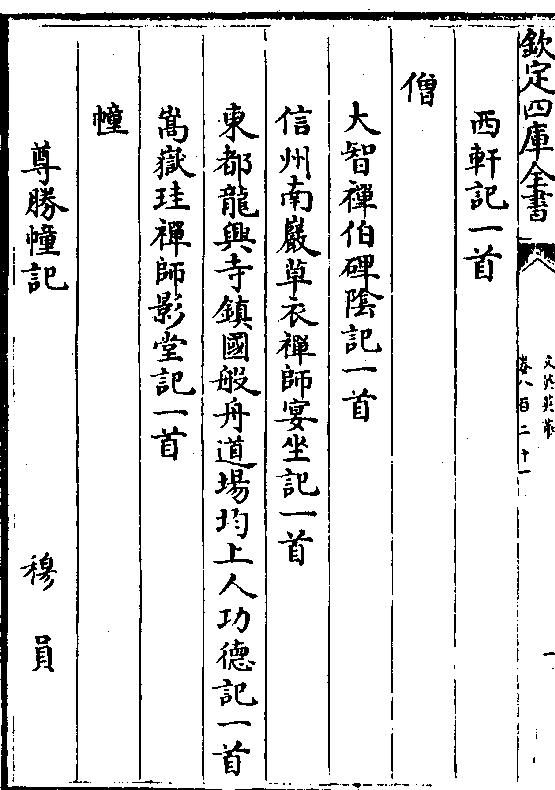 欽定四庫全書
卷八百二十一
一
西軒記一首
僧
大智禪伯碑陰記一首
信州南巖草衣禪師宴坐記一首
東都龍興寺鎮國般舟道場均上人功德記一首
嵩嶽珪禪師影堂記一首
幢
尊勝幢記　穆員